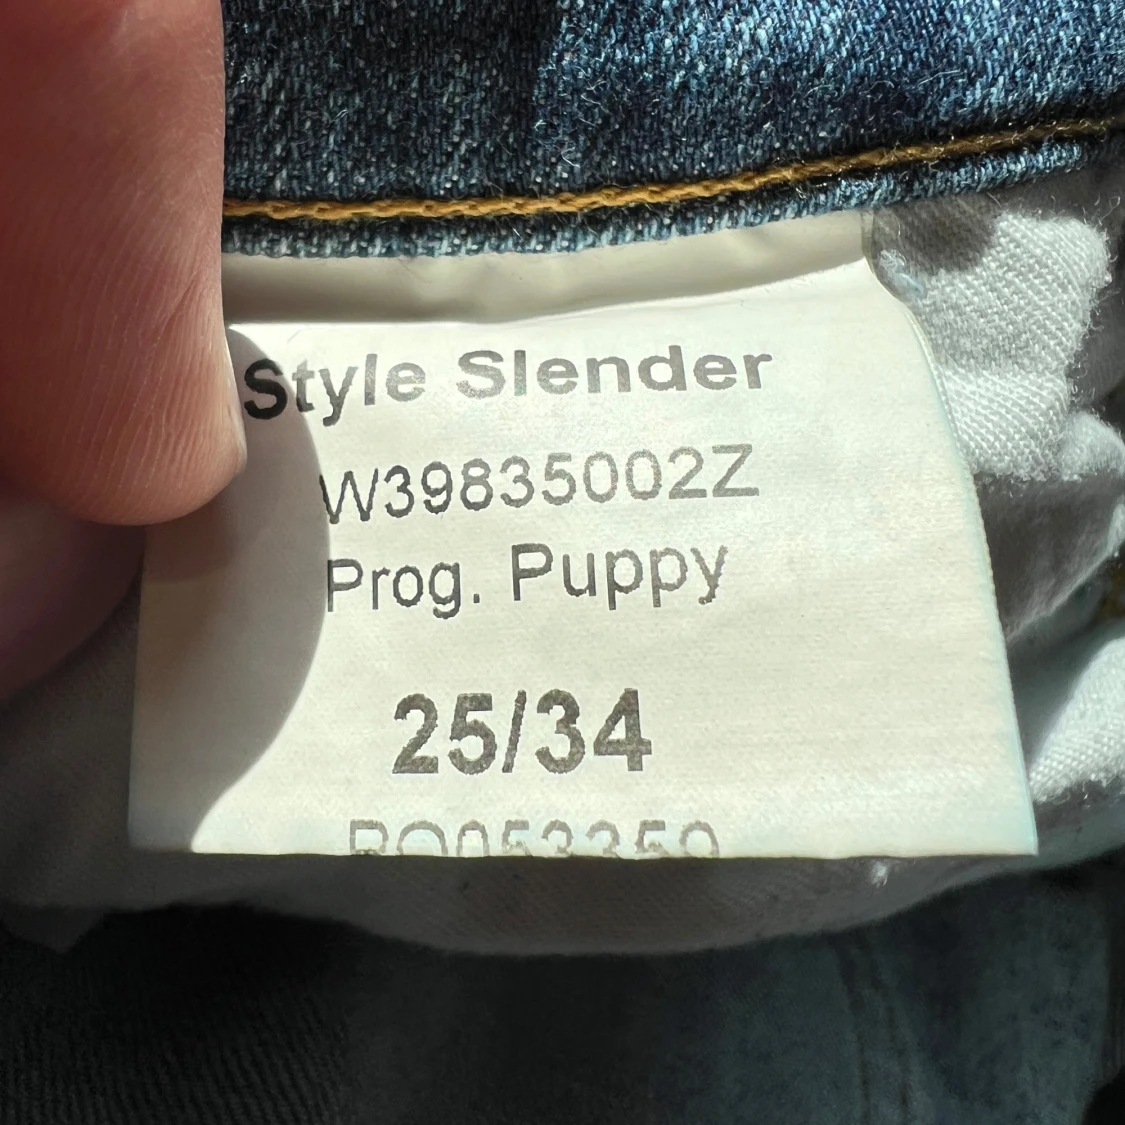 Style Slender
W39835002Z
Prog. Puppy
25/34